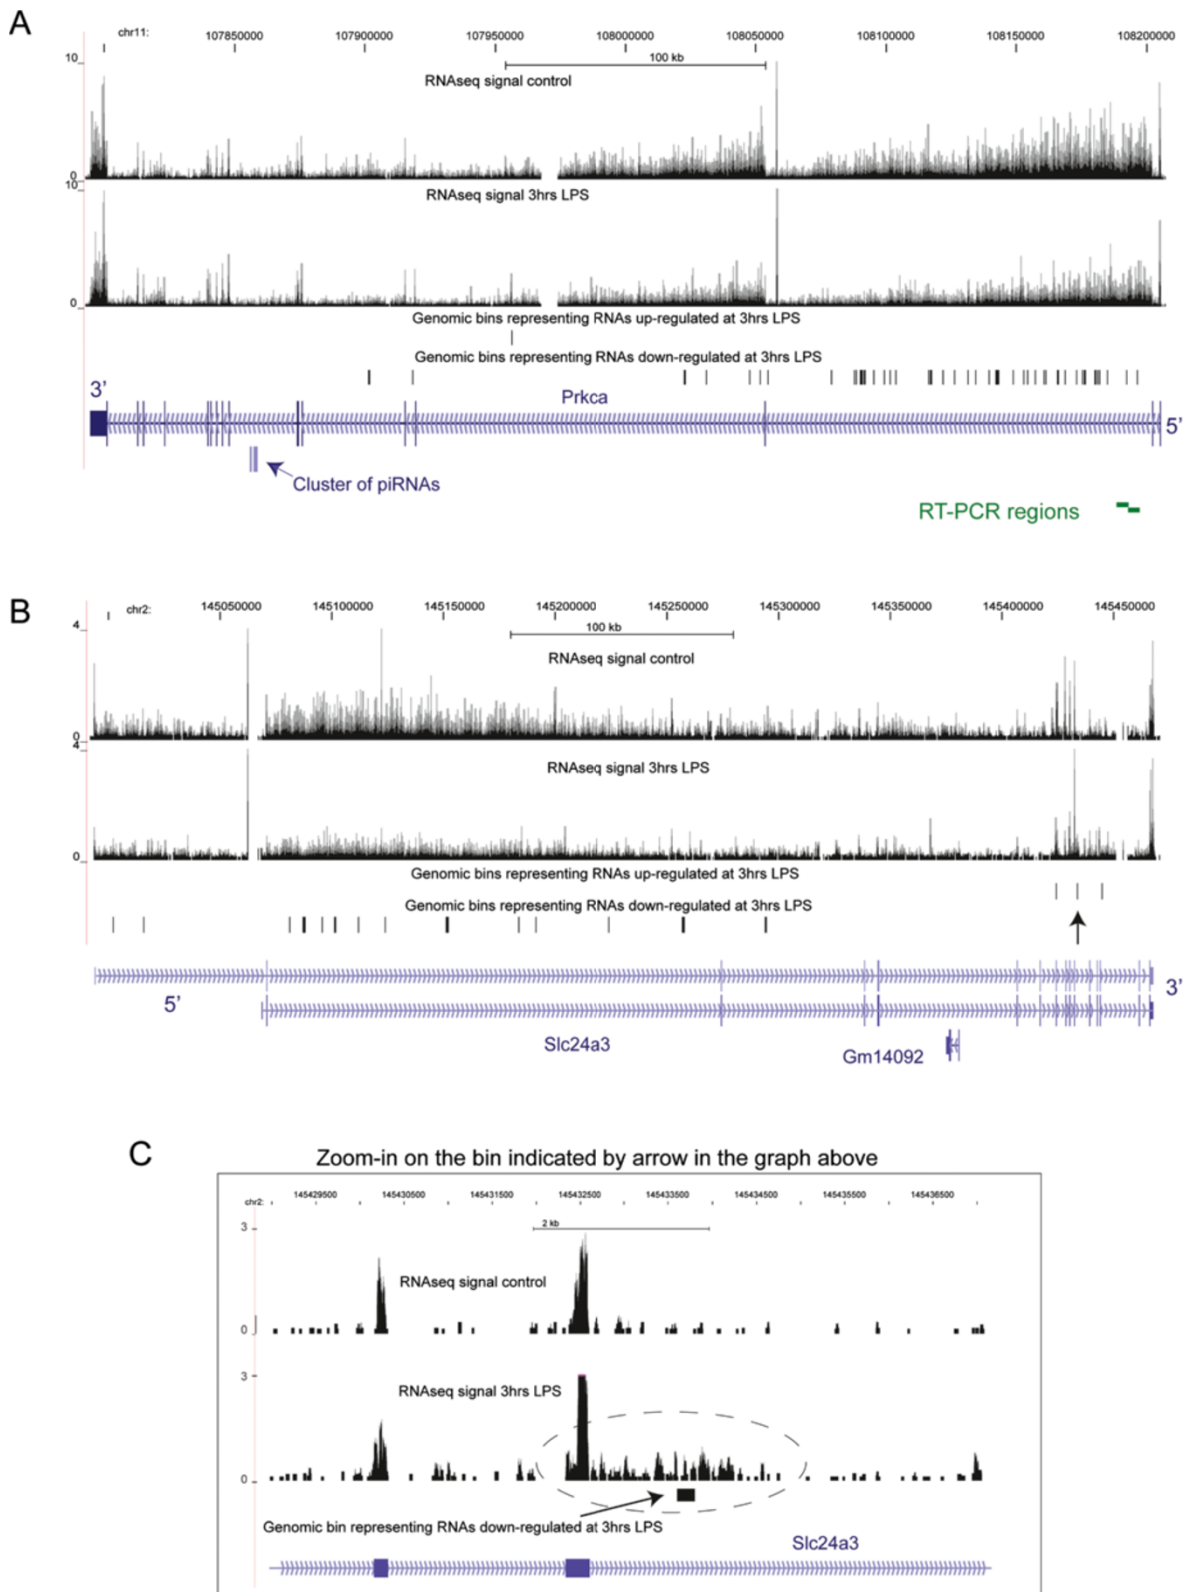 A
chr11: 107850000 107900000 107950000 108000000 108050000 108100000 108150000 108200000
100 kb
10
RNAseq signal control
0
10
RNAseq signal 3hrs LPS
0
Genomic bins representing RNAs up-regulated at 3hrs LPS
Genomic bins representing RNAs down-regulated at 3hrs LPS
3’
Prkca
5’
Cluster of piRNAs
RT-PCR regions
B
chr2: 145050000 145100000 145150000 145200000 145250000 145300000 145350000 145400000 145450000
4
100 kb
RNAseq signal control
0
4
RNAseq signal 3hrs LPS
0
Genomic bins representing RNAs up-regulated at 3hrs LPS
Genomic bins representing RNAs down-regulated at 3hrs LPS
5’
3’
Slc24a3
Gm14092
C
Zoom-in on the bin indicated by arrow in the graph above
chr2: 145429500 145430500 145431500 145432500 145433500 145434500 145435500 145436500
3
2 kb
RNAseq signal control
0
3
RNAseq signal 3hrs LPS
0
Genomic bin representing RNAs down-regulated at 3hrs LPS
Slc24a3